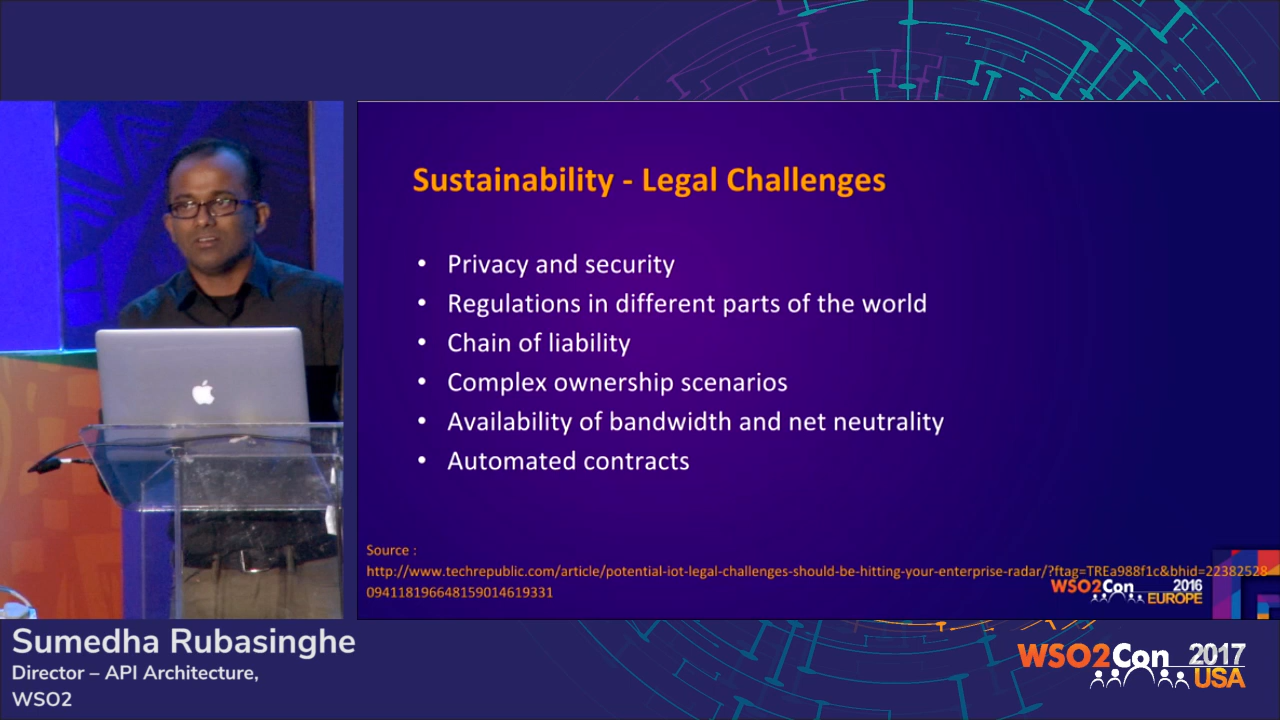 Sustainability - Legal Challenges
• Privacy and security
• Regulations in different parts of the world
• Chain of liability
• Complex ownership scenarios
• Availability of bandwidth and net neutrality
• Automated contracts
Source :
http://www.techrepublic.com/article/potential-iot-legal-challenges-should-be-hitting-your-enterprise-radar/?ftag=TREa988f1c&bhid=22382528
094118196648159014619331
WSO2Con 2016
EUROPE
Sumedha Rubasinghe
Director – API Architecture,
WSO2
WSO2Con 2017
USA